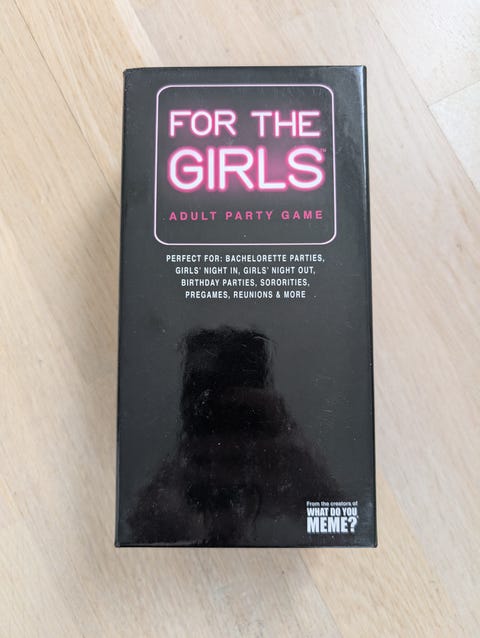 FOR THE
GIRLS™
ADULT PARTY GAME
PERFECT FOR: BACHELORETTE PARTIES,
GIRLS' NIGHT IN, GIRLS' NIGHT OUT,
BIRTHDAY PARTIES, SORORITIES,
PREGAMES, REUNIONS & MORE
From the creators of
WHAT DO YOU
MEME?